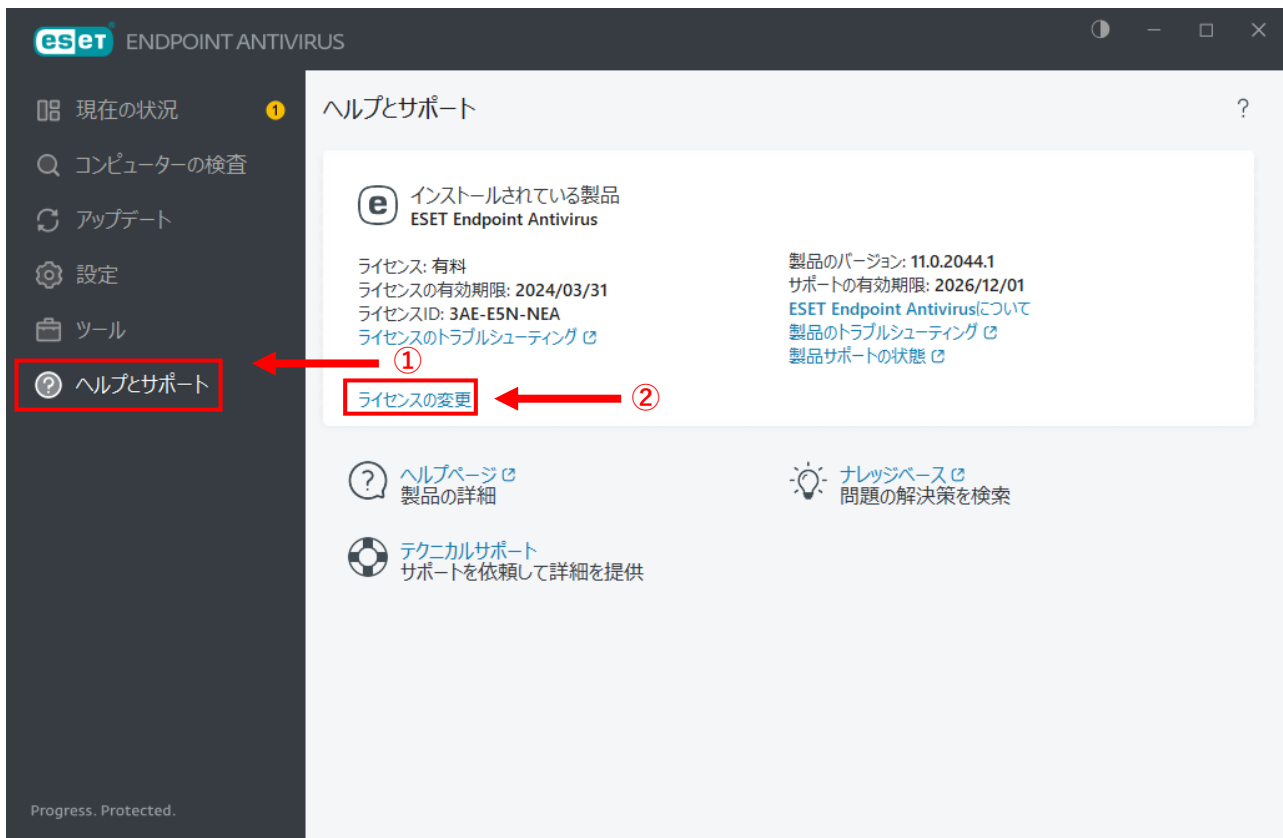 eset ENDPOINT ANTIVIRUS
現在の状況 1
コンピューターの検査
アップデート
設定
ツール
ヘルプとサポート
Progress. Protected.
ヘルプとサポート ?
e インストールされている製品
ESET Endpoint Antivirus
ライセンス: 有料
ライセンスの有効期限: 2024/03/31
ライセンスID: 3AE-E5N-NEA
ライセンスのトラブルシューティング
①
ライセンスの変更
②
製品のバージョン: 11.0.2044.1
サポートの有効期限: 2026/12/01
ESET Endpoint Antivirusについて
製品のトラブルシューティング
製品サポートの状態
ヘルプページ
製品の詳細
ナレッジベース
問題の解決策を検索
テクニカルサポート
サポートを依頼して詳細を提供